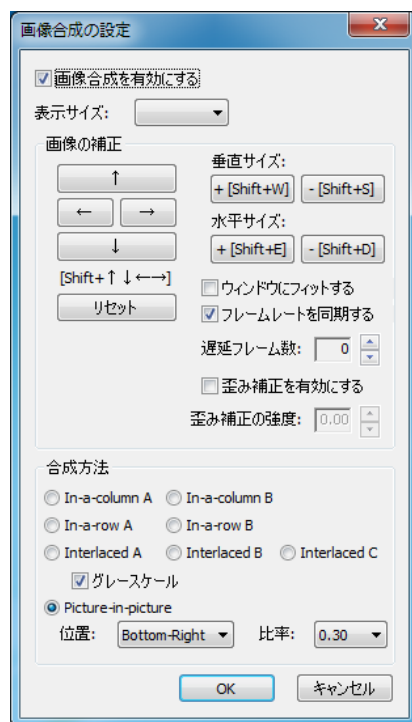 画像合成の設定
画像合成を有効にする
表示サイズ:
画像の補正
↑
← →
↓
[Shift+↑↓←→]
リセット
垂直サイズ:
+ [Shift+W] - [Shift+S]
水平サイズ:
+ [Shift+E] - [Shift+D]
ウィンドウにフィットする
フレームレートを同期する
遅延フレーム数: 0
歪み補正を有効にする
歪み補正の強度: 0.00
合成方法
In-a-column A In-a-column B
In-a-row A In-a-row B
Interlaced A Interlaced B Interlaced C
グレースケール
Picture-in-picture
位置: Bottom-Right 比率: 0.30
OK キャンセル